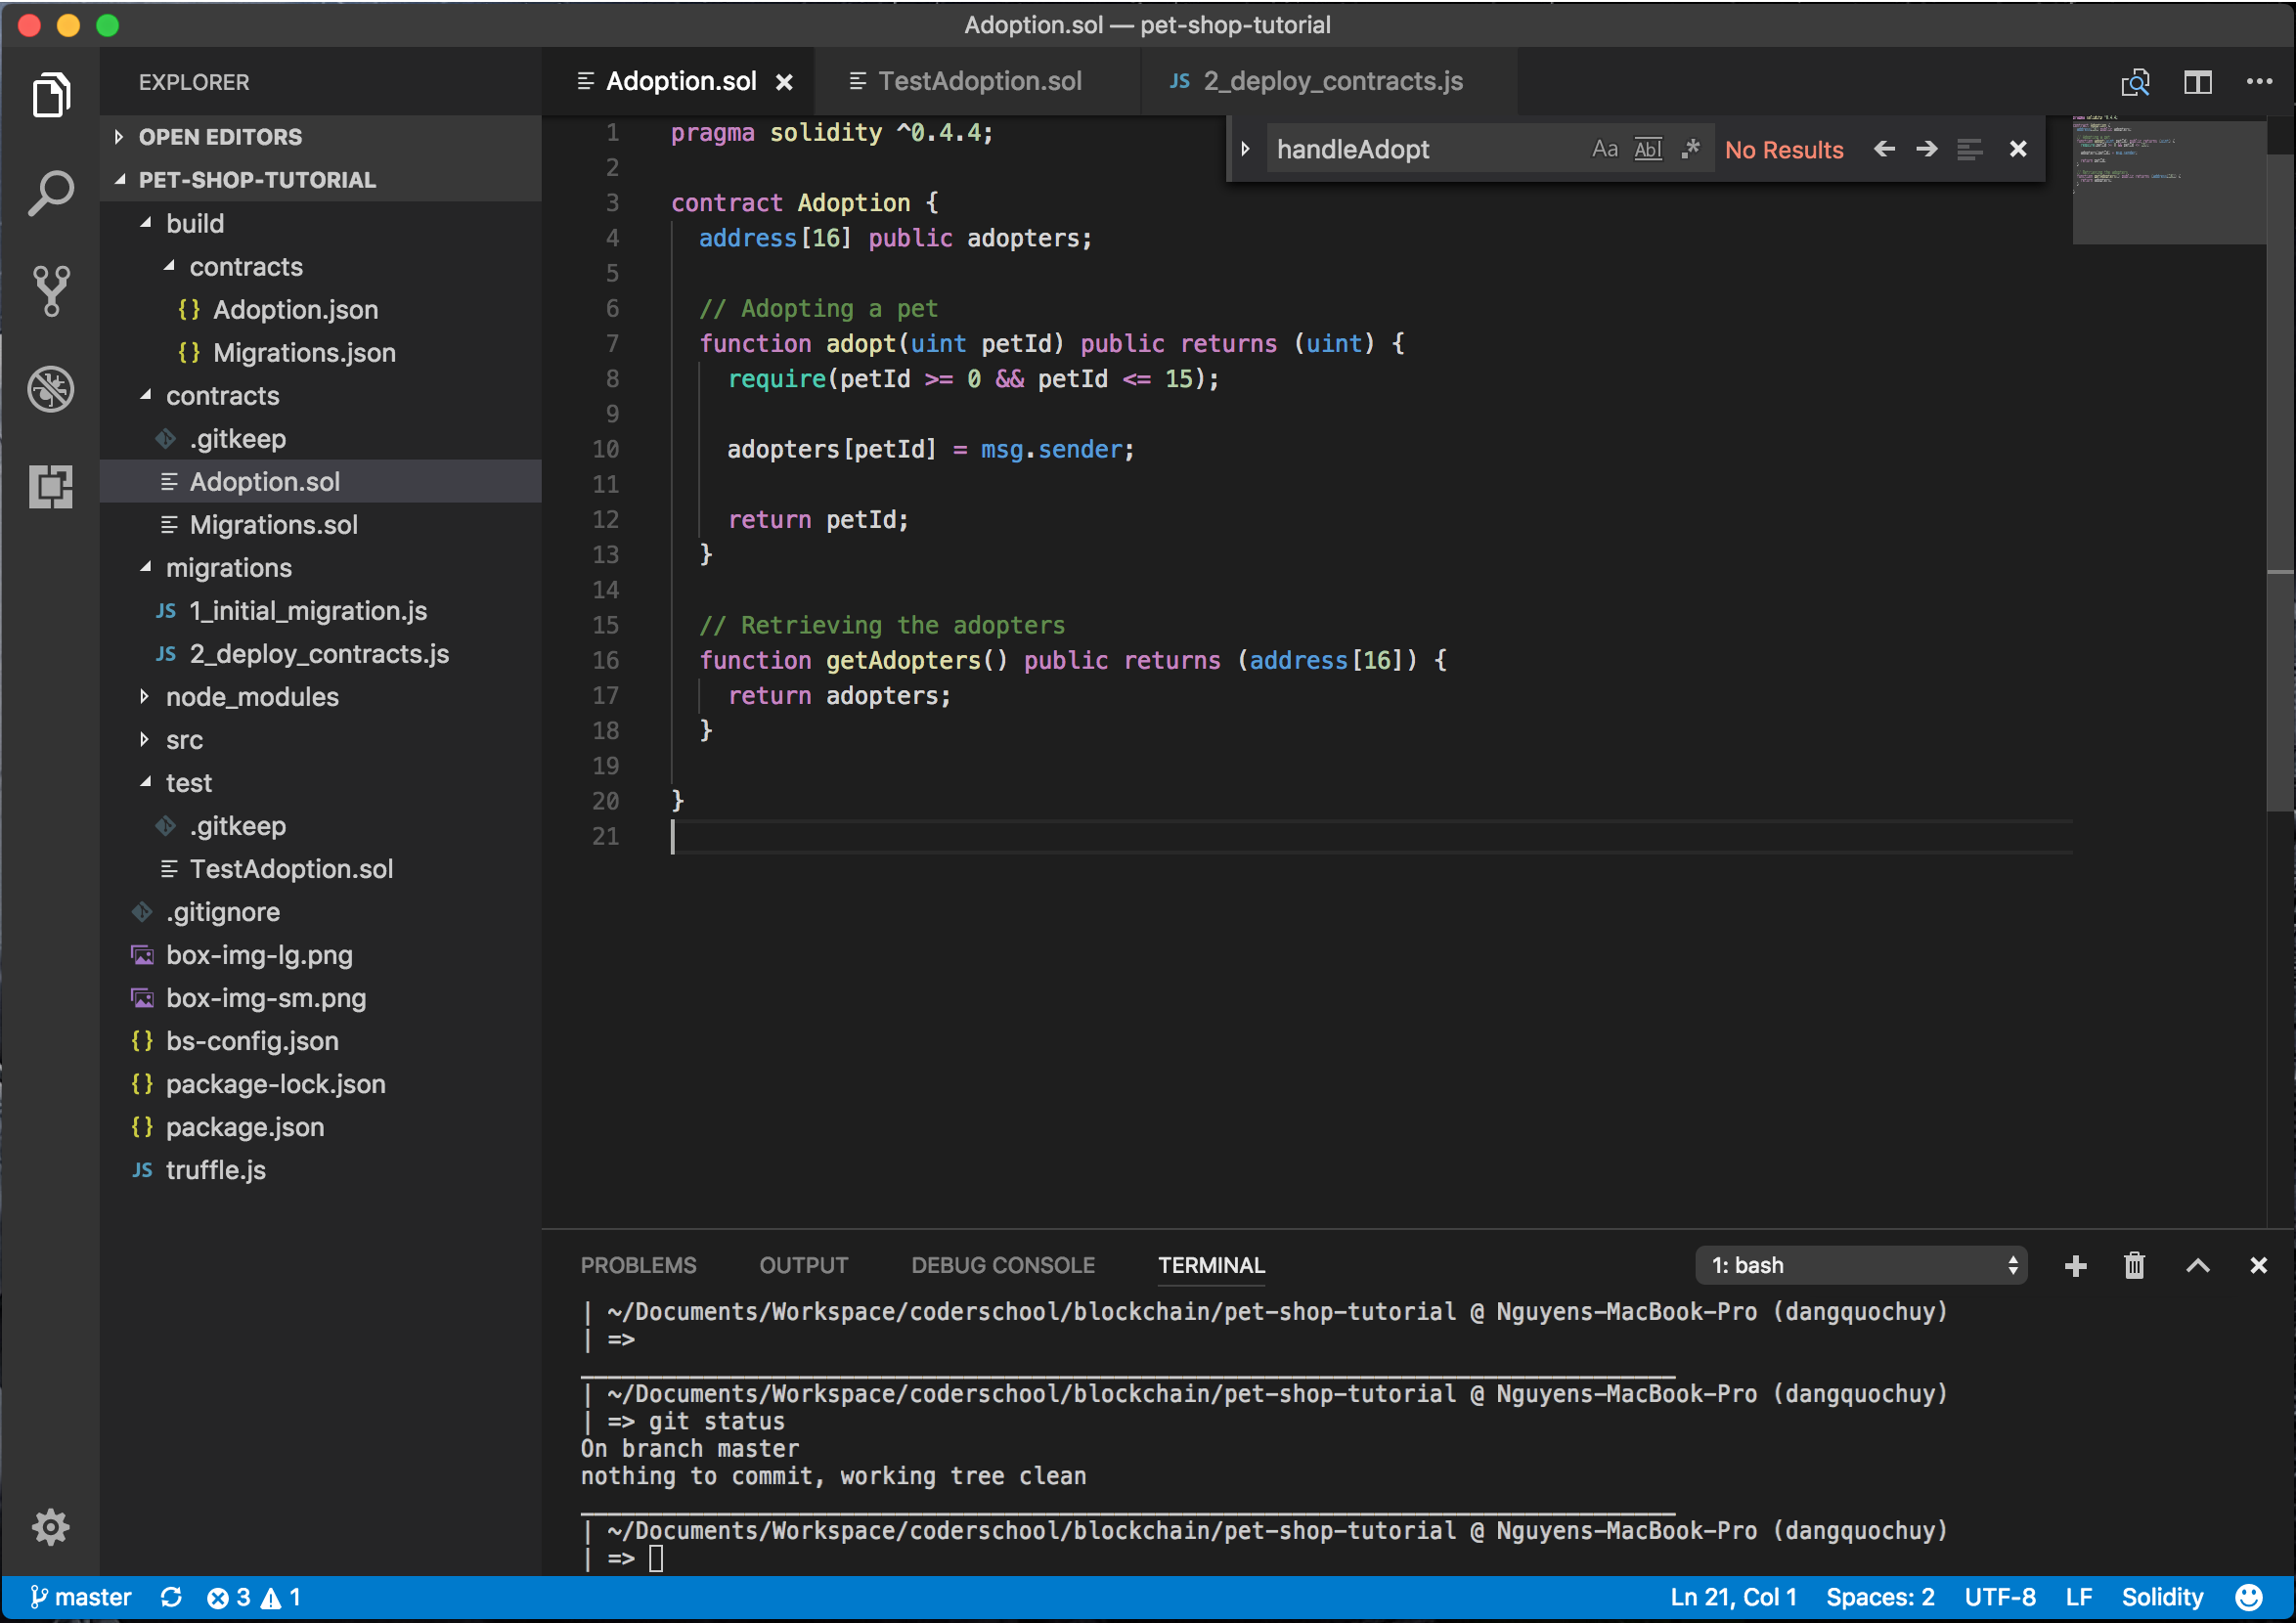 Adoption.sol — pet-shop-tutorial
EXPLORER
OPEN EDITORS
PET-SHOP-TUTORIAL
build
contracts
{} Adoption.json
{} Migrations.json
contracts
.gitkeep
Adoption.sol
Migrations.sol
migrations
JS 1_initial_migration.js
JS 2_deploy_contracts.js
node_modules
src
test
.gitkeep
TestAdoption.sol
.gitignore
box-img-lg.png
box-img-sm.png
{} bs-config.json
{} package-lock.json
{} package.json
JS truffle.js
Adoption.sol TestAdoption.sol JS 2_deploy_contracts.js
handleAdopt Aa Abl .* No Results
1 pragma solidity ^0.4.4;
2
3 contract Adoption {
4 address[16] public adopters;
5
6 // Adopting a pet
7 function adopt(uint petId) public returns (uint) {
8 require(petId >= 0 && petId <= 15);
9
10 adopters[petId] = msg.sender;
11
12 return petId;
13 }
14
15 // Retrieving the adopters
16 function getAdopters() public returns (address[16]) {
17 return adopters;
18 }
19
20 }
21
PROBLEMS OUTPUT DEBUG CONSOLE TERMINAL 1: bash
| ~/Documents/Workspace/coderschool/blockchain/pet-shop-tutorial @ Nguyens-MacBook-Pro (dangquochuy)
| =>
| ~/Documents/Workspace/coderschool/blockchain/pet-shop-tutorial @ Nguyens-MacBook-Pro (dangquochuy)
| => git status
On branch master
nothing to commit, working tree clean
| ~/Documents/Workspace/coderschool/blockchain/pet-shop-tutorial @ Nguyens-MacBook-Pro (dangquochuy)
| =>
master 3 1 Ln 21, Col 1 Spaces: 2 UTF-8 LF Solidity